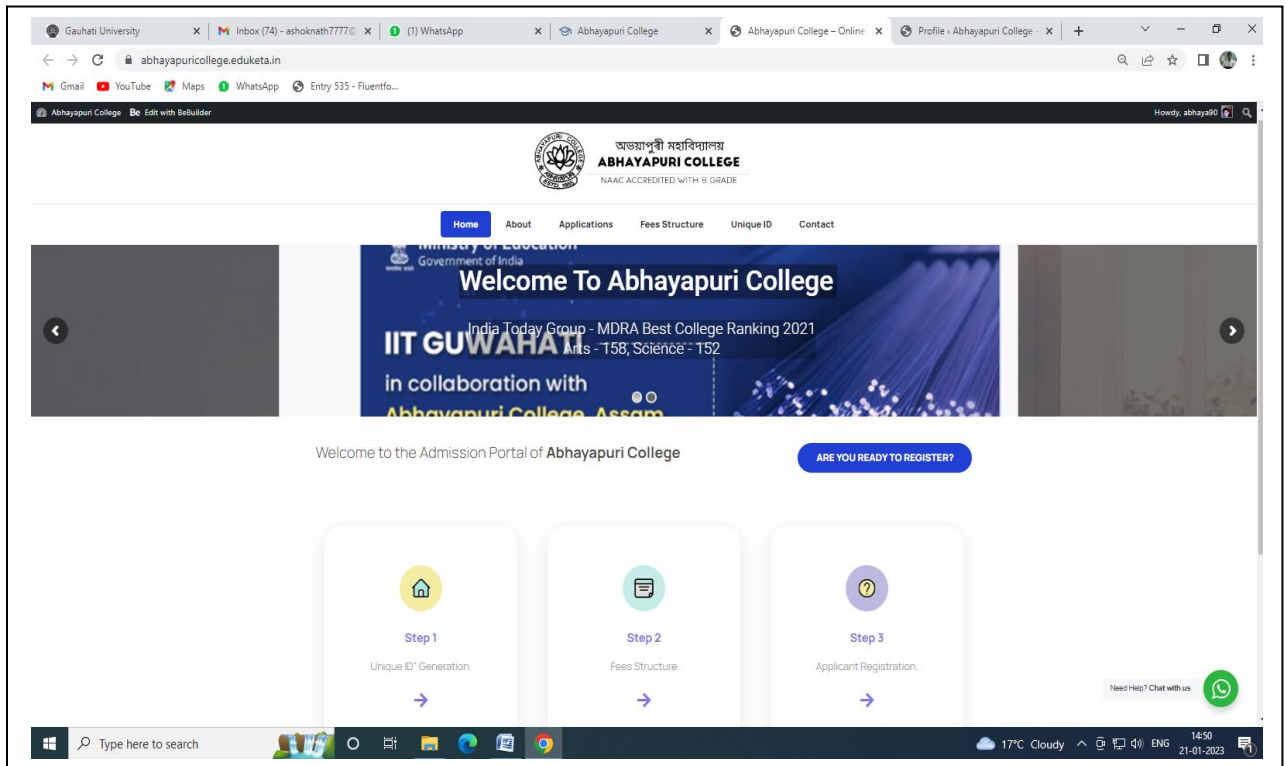 Gauhati University
Inbox (74) - ashoknath7777@
(1) WhatsApp
Abhayapuri College
Abhayapuri College – Online
Profile ‹ Abhayapuri College -
abhayapuricollege.eduketa.in
Gmail YouTube Maps WhatsApp Entry 535 - Fluentfo...
Abhayapuri College Be Edit with BeBuilder Howdy, abhaya90
অভয়াপুৰী মহাবিদ্যালয়
ABHAYAPURI COLLEGE
NAAC ACCREDITED WITH 'B' GRADE
Home About Applications Fees Structure Unique ID Contact
Ministry of Education
Government of India
Welcome To Abhayapuri College
India Today Group - MDRA Best College Ranking 2021
Arts - 158, Science - 152
IIT GUWAHATI
in collaboration with
Abhayapuri College, Assam
Welcome to the Admission Portal of Abhayapuri College
ARE YOU READY TO REGISTER?
Step 1
Unique ID* Generation.
Step 2
Fees Structure.
Step 3
Applicant Registration.
Need Help? Chat with us
Type here to search
17°C Cloudy ENG
14:50
21-01-2023
1